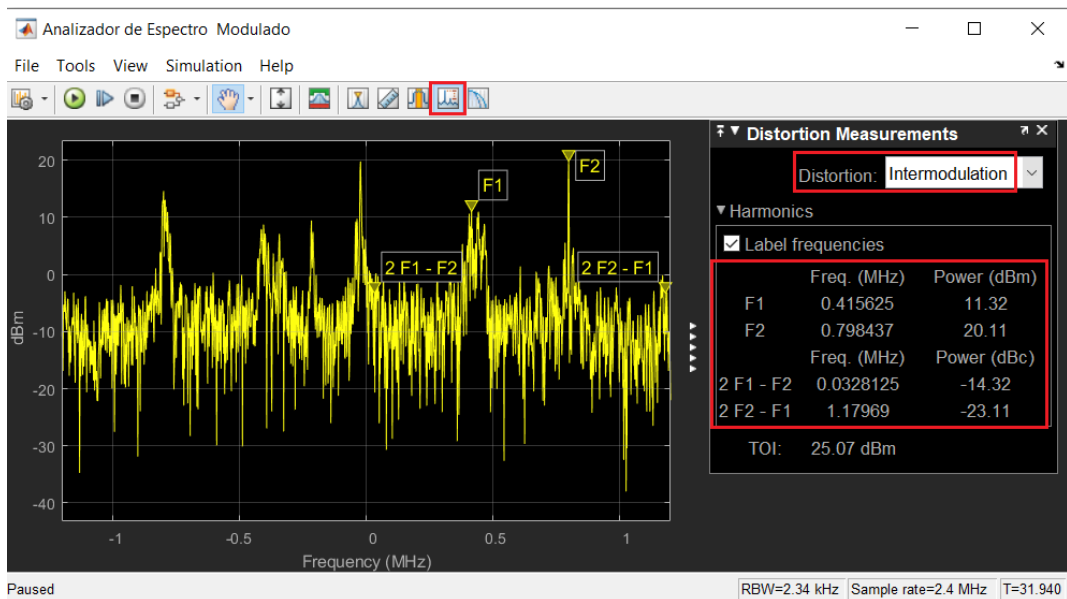 Analizador de Espectro Modulado
File Tools View Simulation Help
Distortion Measurements
Distortion: Intermodulation
Harmonics
Label frequencies
Freq. (MHz) Power (dBm)
F1 0.415625 11.32
F2 0.798437 20.11
Freq. (MHz) Power (dBc)
2 F1 - F2 0.0328125 -14.32
2 F2 - F1 1.17969 -23.11
TOI: 25.07 dBm
20
10
0
-10
-20
-30
-40
dBm
F1
F2
2 F1 - F2
2 F2 - F1
-1 -0.5 0 0.5 1
Frequency (MHz)
Paused
RBW=2.34 kHz Sample rate=2.4 MHz T=31.940